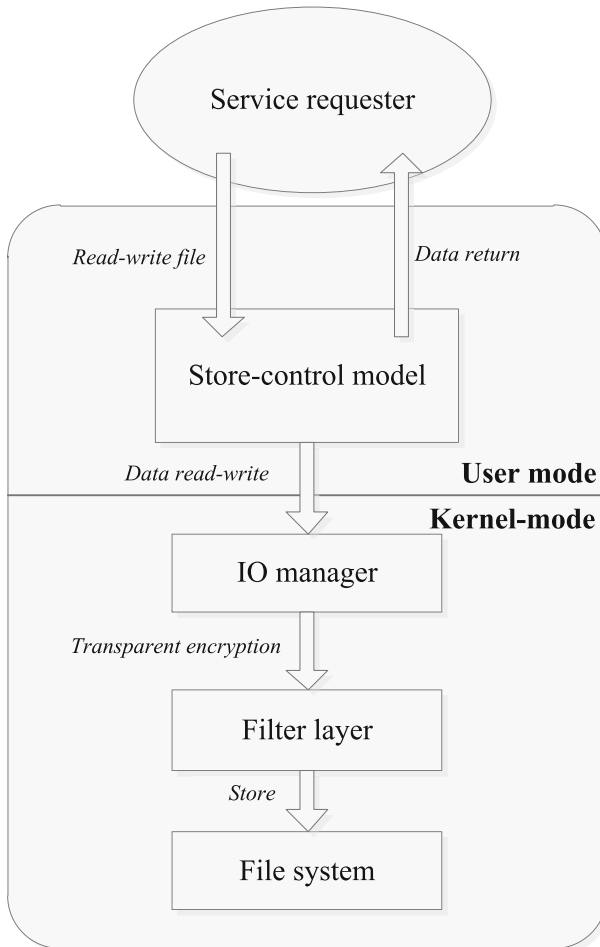 Service requester
Read-write file
Data return
Store-control model
Data read-write
User mode
Kernel-mode
IO manager
Transparent encryption
Filter layer
Store
File system